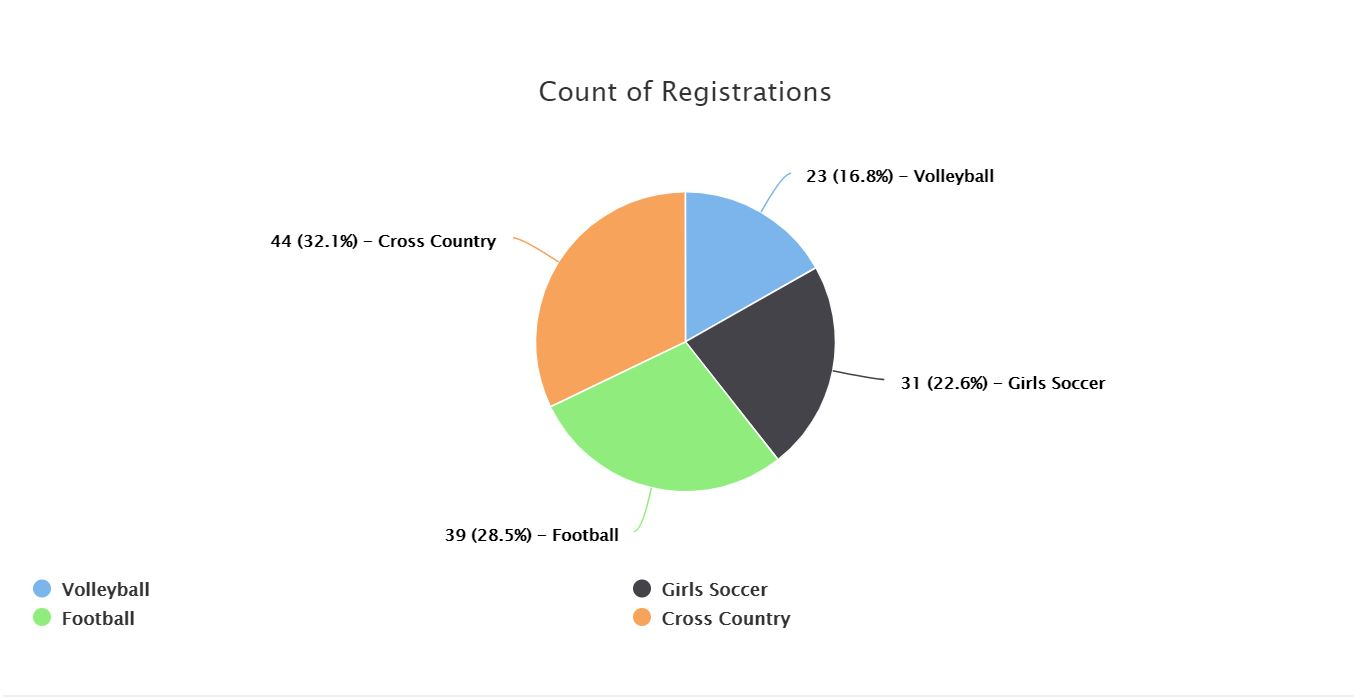 Count of Registrations
23 (16.8%) – Volleyball
44 (32.1%) – Cross Country
31 (22.6%) – Girls Soccer
39 (28.5%) – Football
Volleyball
Girls Soccer
Football
Cross Country